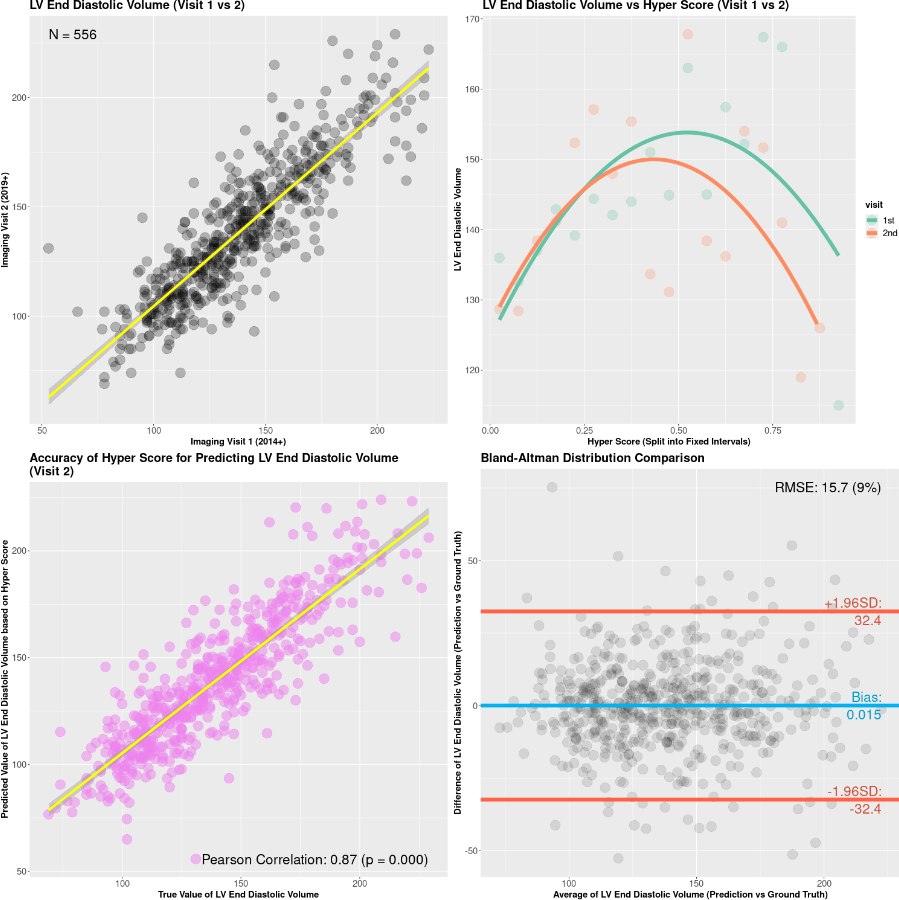 LV End Diastolic Volume (Visit 1 vs 2)
N = 556
200
150
100
50
100
150
200
Imaging Visit 1 (2014+)
Imaging Visit 2 (2019+)
LV End Diastolic Volume vs Hyper Score (Visit 1 vs 2)
170
160
150
140
130
120
0.00
0.25
0.50
0.75
Hyper Score (Split into Fixed Intervals)
LV End Diastolic Volume
visit
1st
2nd
Accuracy of Hyper Score for Predicting LV End Diastolic Volume
(Visit 2)
200
150
100
50
100
150
200
True Value of LV End Diastolic Volume
Predicted Value of LV End Diastolic Volume based on Hyper Score
Pearson Correlation: 0.87 (p = 0.000)
Bland-Altman Distribution Comparison
RMSE: 15.7 (9%)
50
0
-50
+1.96SD:
32.4
Bias:
0.015
-1.96SD:
-32.4
100
150
200
Average of LV End Diastolic Volume (Prediction vs Ground Truth)
Difference of LV End Diastolic Volume (Prediction vs Ground Truth)